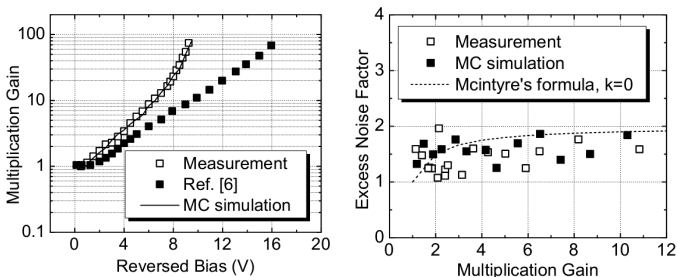 Multiplication Gain
100
10
1
0.1
0
4
8
12
16
20
Reversed Bias (V)
Measurement
Ref. [6]
MC simulation
Excess Noise Factor
4
3
2
1
0
0
2
4
6
8
10
12
Multiplication Gain
Measurement
MC simulation
Mcintyre's formula, k=0